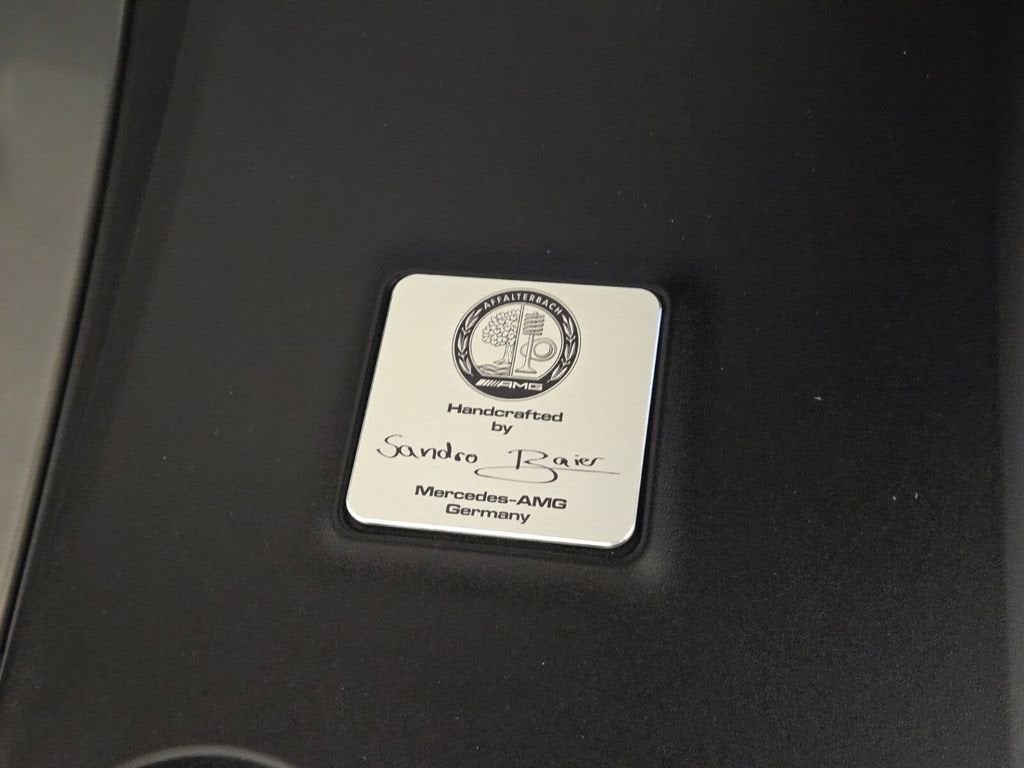 AFFALTERBACH
AMG
Handcrafted
by
Sandro Baier
Mercedes-AMG
Germany